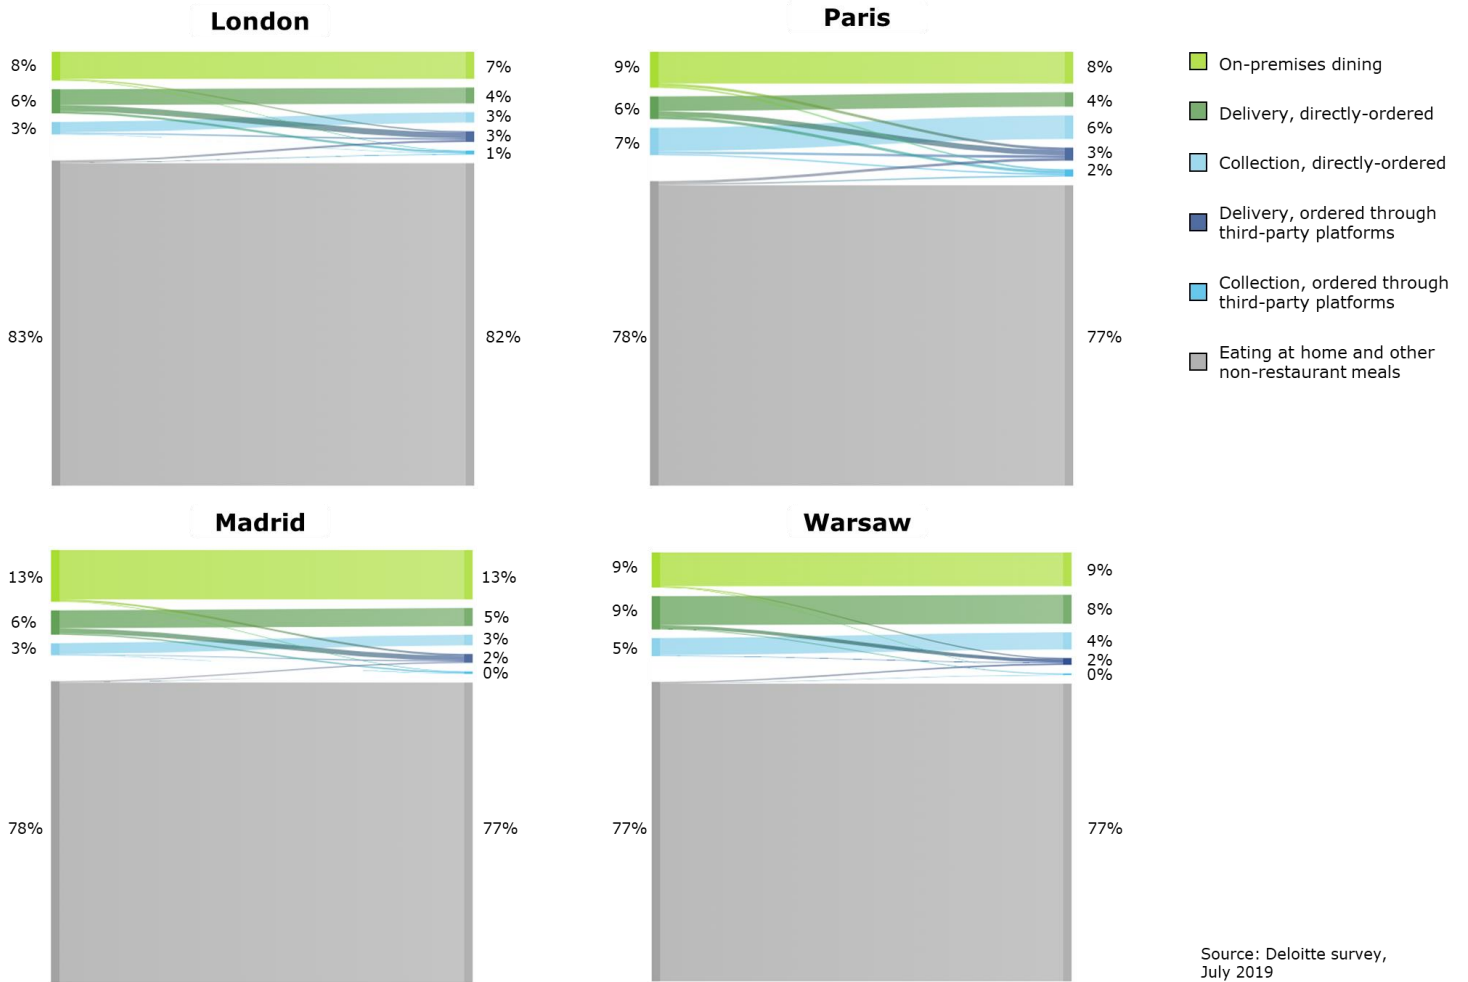 London
8%
6%
3%
83%
7%
4%
3%
3%
1%
82%
Paris
9%
6%
7%
78%
8%
4%
6%
3%
2%
77%
On-premises dining
Delivery, directly-ordered
Collection, directly-ordered
Delivery, ordered through
third-party platforms
Collection, ordered through
third-party platforms
Eating at home and other
non-restaurant meals
Madrid
13%
6%
3%
78%
13%
5%
3%
2%
0%
77%
Warsaw
9%
9%
5%
77%
9%
8%
4%
2%
0%
77%
Source: Deloitte survey,
July 2019